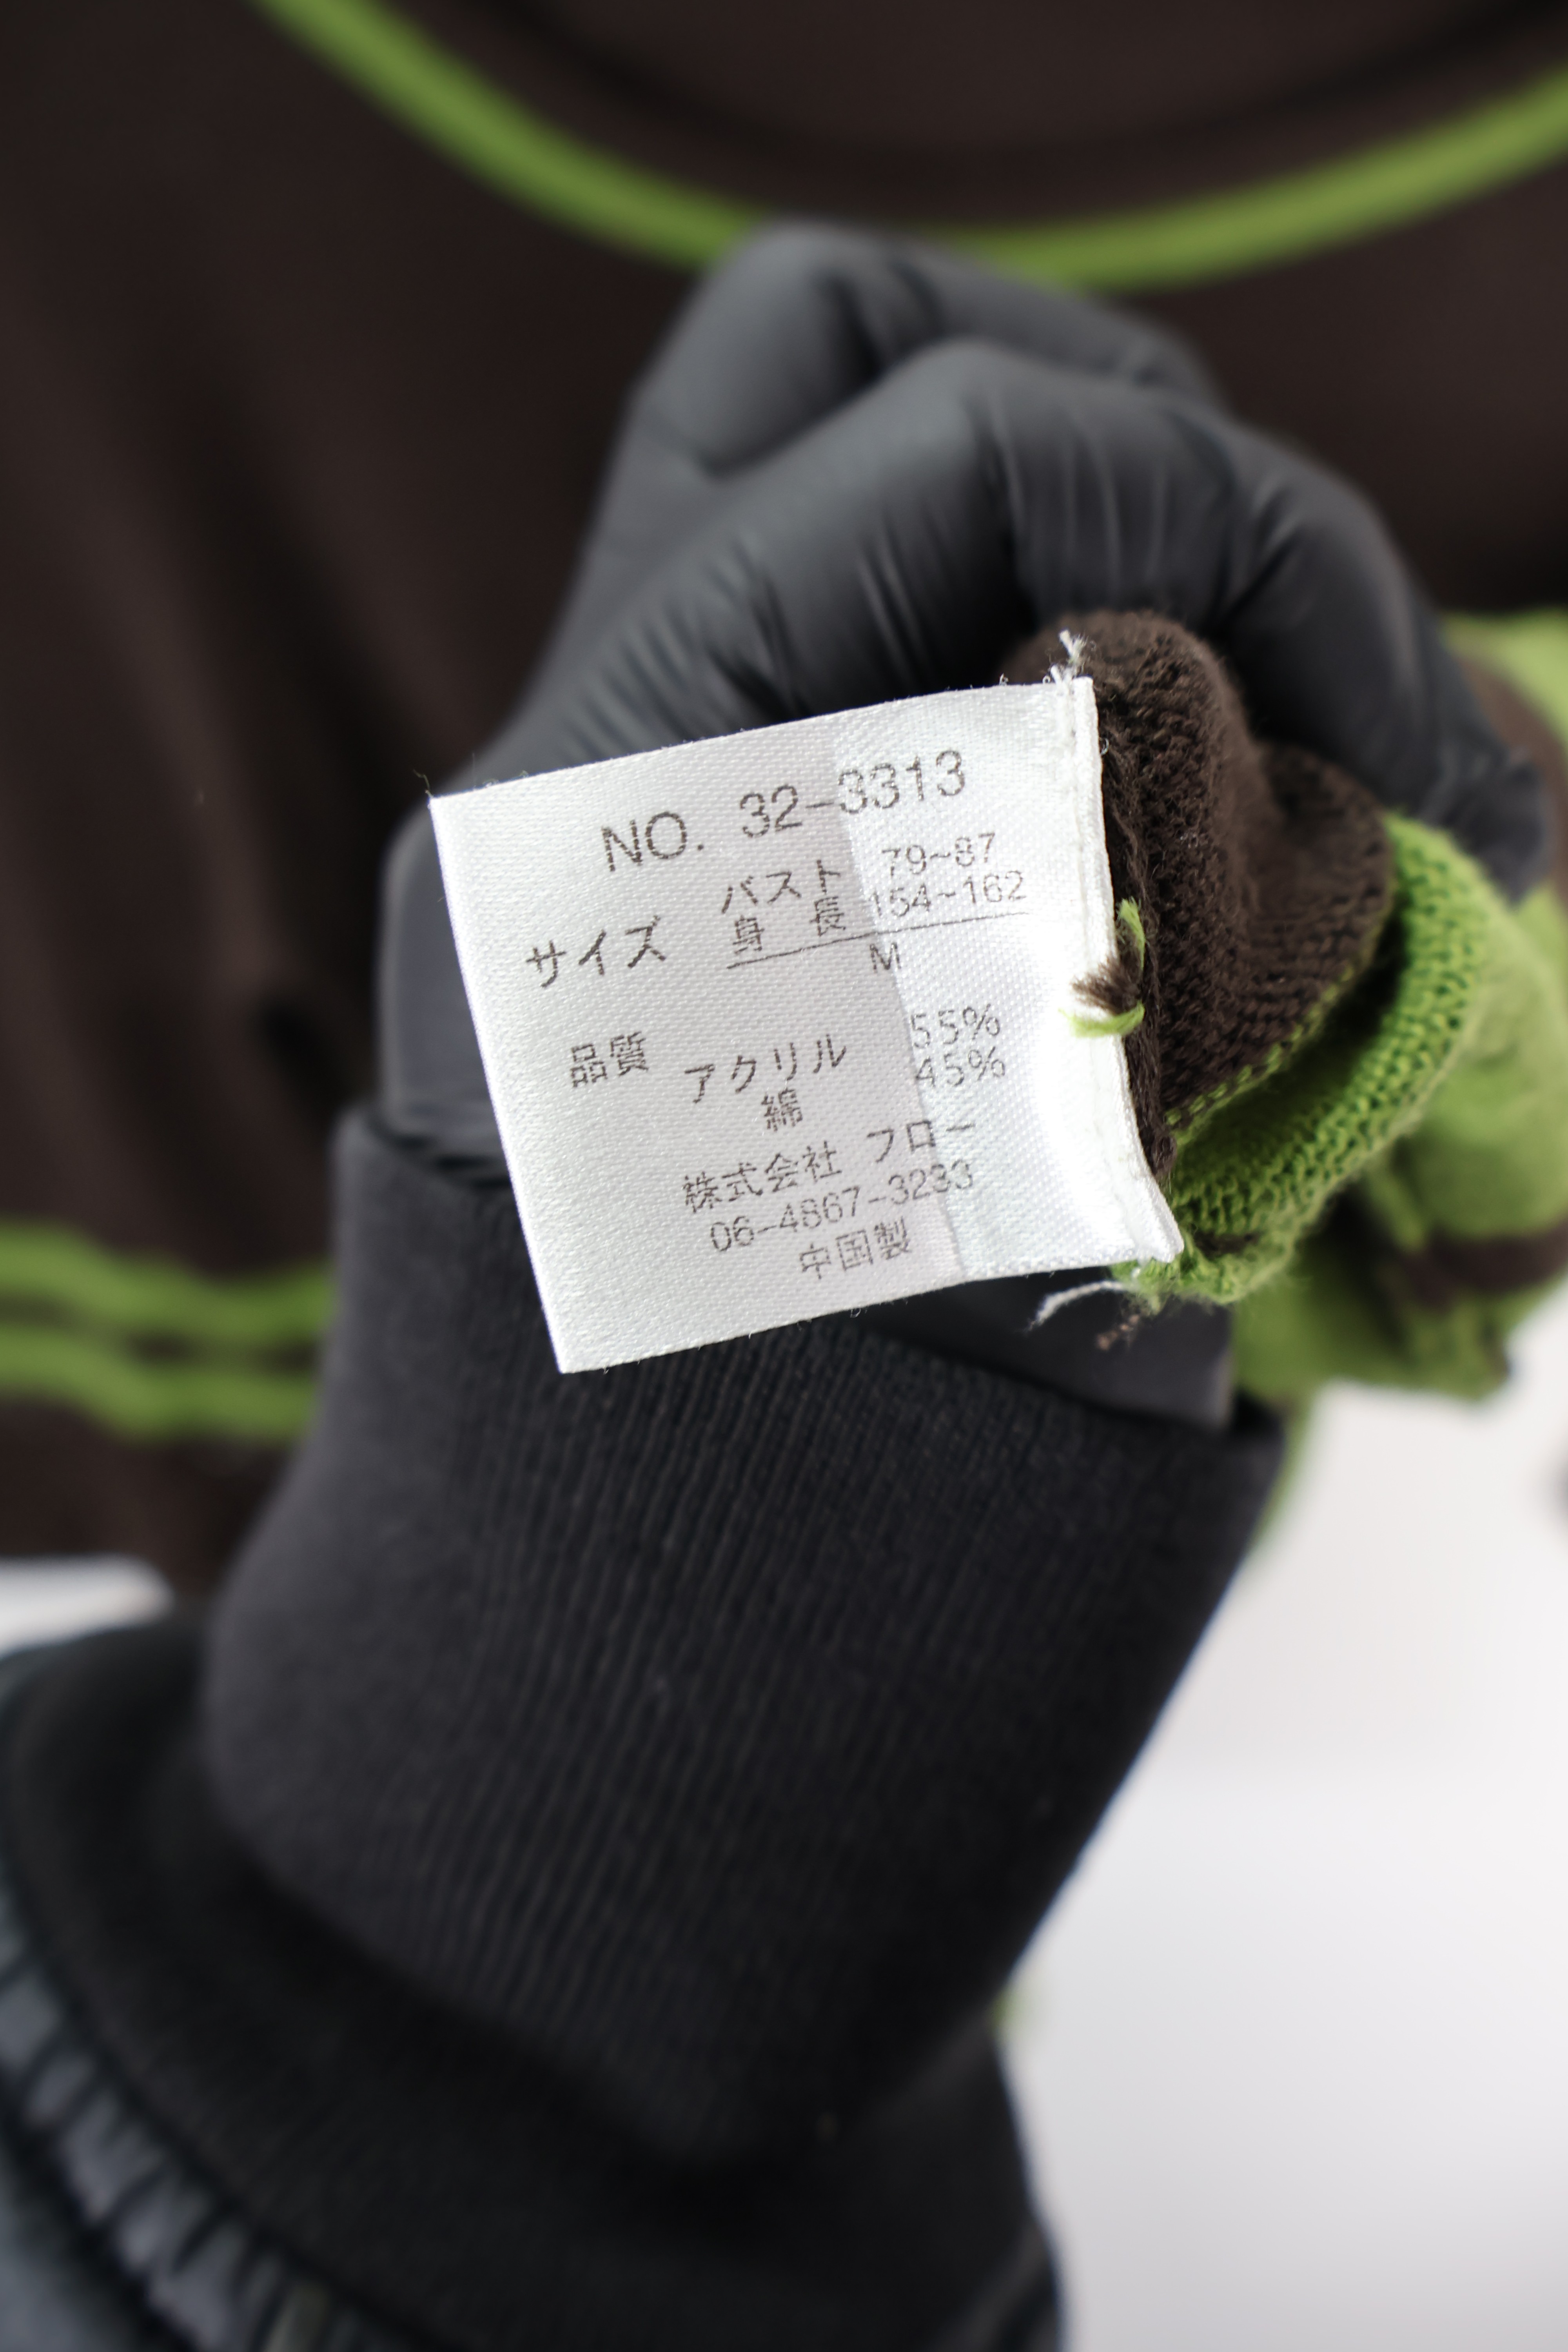 NO. 32-3313
サイズ バスト 79~87
身長 154~162
M
品質 アクリル 55%
綿 45%
株式会社 フロー
06-4867-3233
中国製